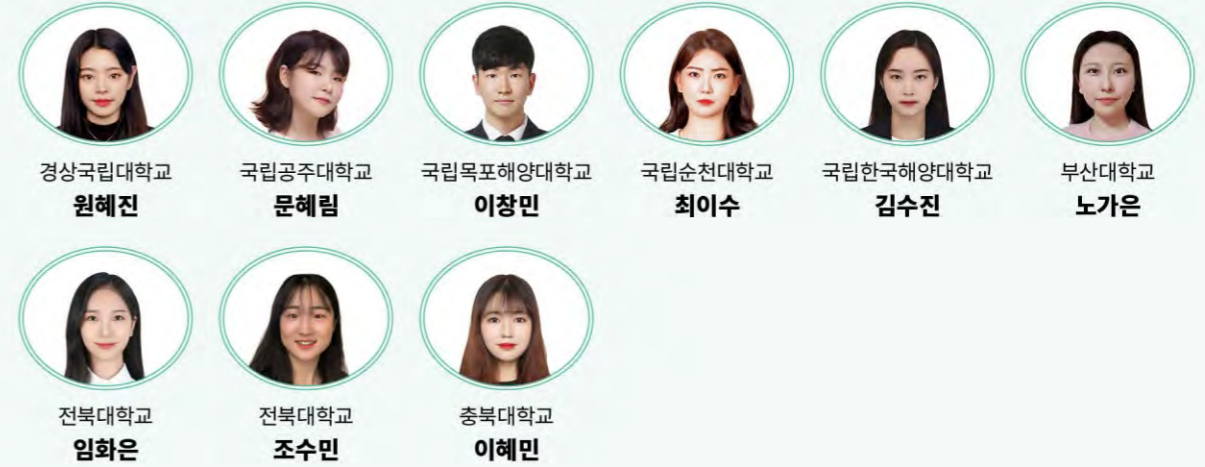 경상국립대학교
원혜진
국립공주대학교
문혜림
국립목포해양대학교
이창민
국립순천대학교
최이수
국립한국해양대학교
김수진
부산대학교
노가은
전북대학교
임화은
전북대학교
조수민
충북대학교
이혜민